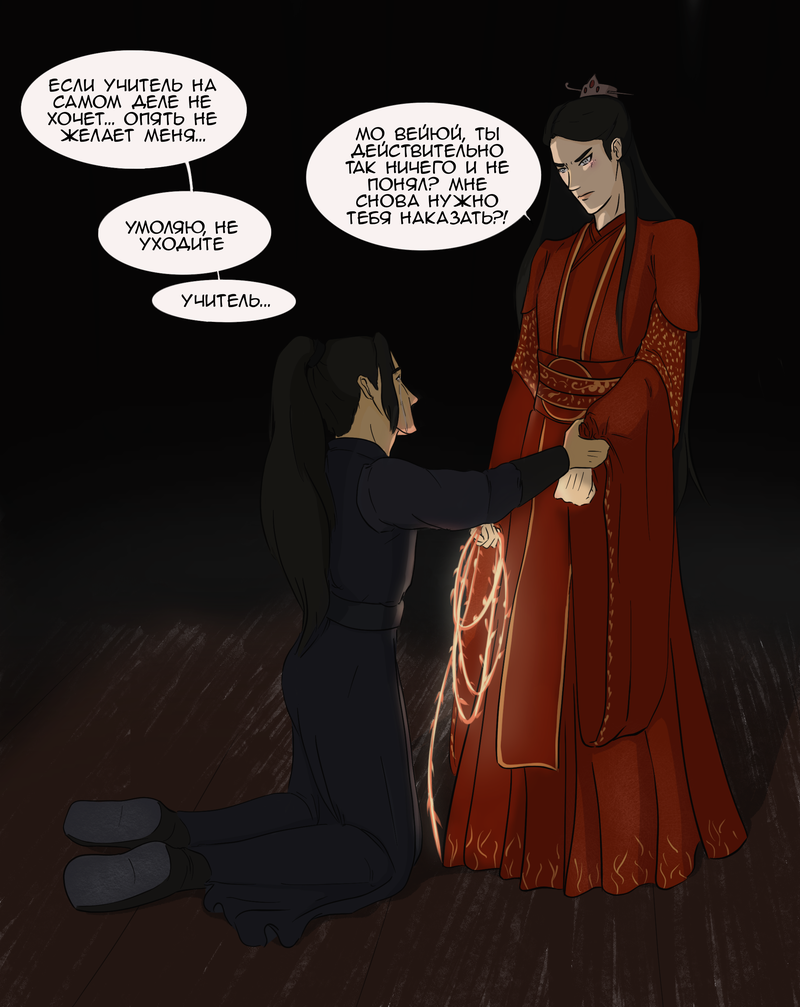 ЕСЛИ УЧИТЕЛЬ НА
САМОМ ДЕЛЕ НЕ
ХОЧЕТ... ОПЯТЬ НЕ
ЖЕЛАЕТ МЕНЯ...
УМОЛЯЮ, НЕ
УХОДИТЕ
УЧИТЕЛЬ...
МО ВЕЙЮЙ, ТЫ
ДЕЙСТВИТЕЛЬНО
ТАК НИЧЕГО И НЕ
ПОНЯЛ? МНЕ
СНОВА НУЖНО
ТЕБЯ НАКАЗАТЬ?!